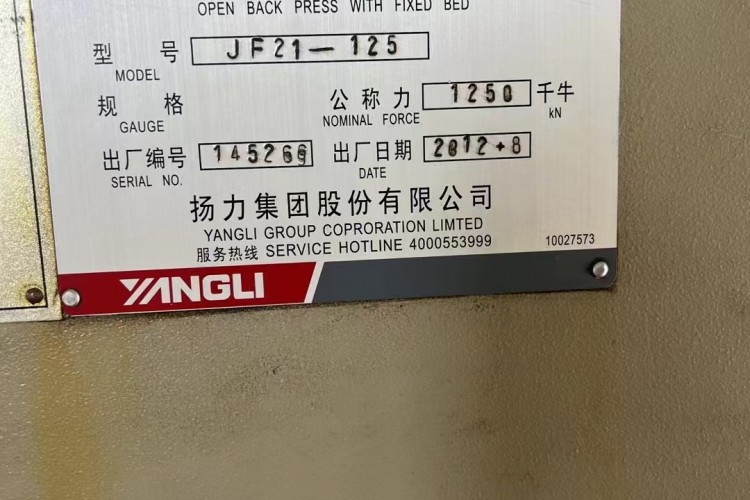 OPEN BACK PRESS WITH FIXED BED
型 号 JF21—125
MODEL
规 格 公称力 1250 千牛
GAUGE NOMINAL FORCE kN
出厂编号 145269 出厂日期 2012+8
SERIAL NO. DATE
扬力集团股份有限公司
YANGLI GROUP COPRORATION LIMTED
服务热线 SERVICE HOTLINE 4000553999 10027573
YANGLI